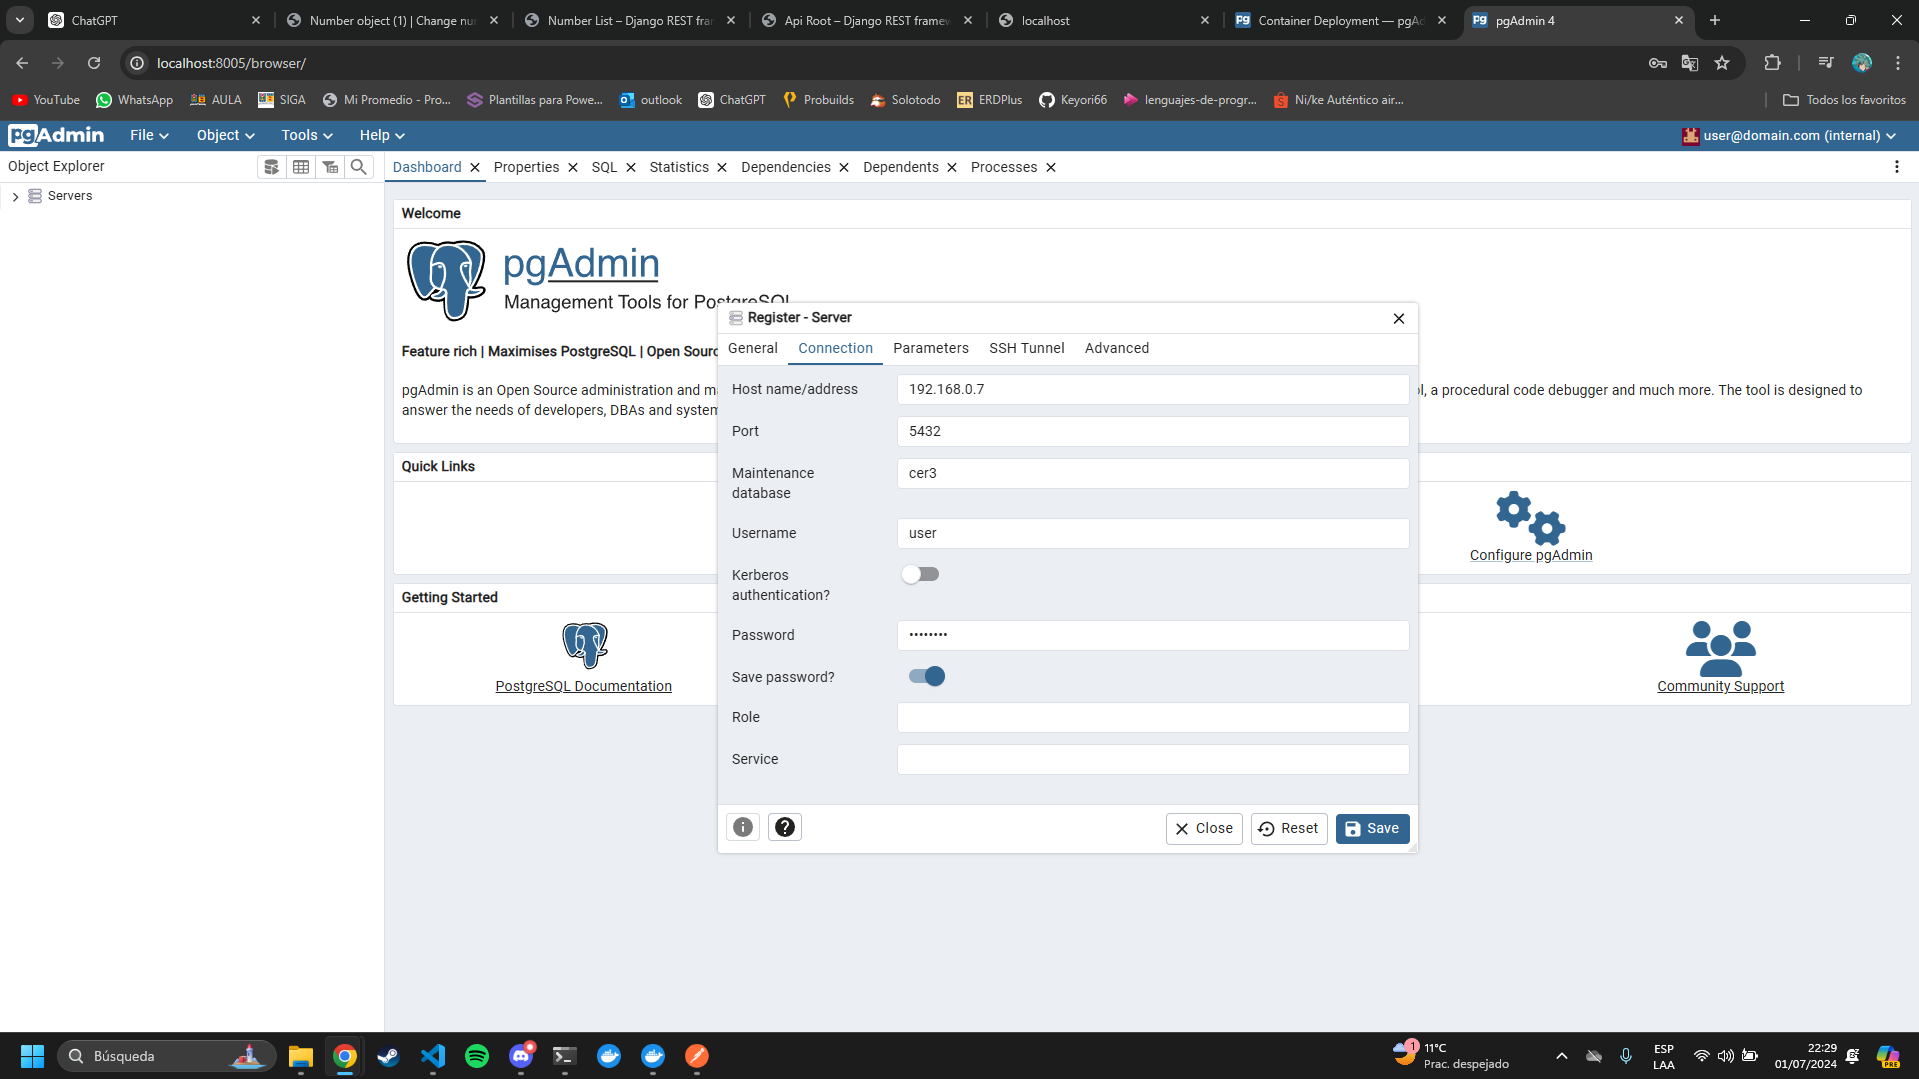 ChatGPT
Number object (1) | Change nu
Number List – Django REST fra
Api Root – Django REST framew
localhost
Container Deployment — pgAd
pgAdmin 4
localhost:8005/browser/
YouTube
WhatsApp
AULA
SIGA
Mi Promedio - Pro...
Plantillas para Powe...
outlook
ChatGPT
Probuilds
Solotodo
ERDPlus
Keyori66
lenguajes-de-progr...
Ni/ke Auténtico air...
Todos los favoritos
pgAdmin
File
Object
Tools
Help
user@domain.com (internal)
Object Explorer
Dashboard
Properties
SQL
Statistics
Dependencies
Dependents
Processes
Servers
Welcome
pgAdmin
Management Tools for PostgreSQL
Feature rich | Maximises PostgreSQL | Open Sourc
pgAdmin is an Open Source administration and m
l, a procedural code debugger and much more. The tool is designed to
answer the needs of developers, DBAs and system
Quick Links
Configure pgAdmin
Getting Started
PostgreSQL Documentation
Community Support
Register - Server
General
Connection
Parameters
SSH Tunnel
Advanced
Host name/address
192.168.0.7
Port
5432
Maintenance
database
cer3
Username
user
Kerberos
authentication?
Password
••••••••
Save password?
Role
Service
Close
Reset
Save
Búsqueda
1
11°C
Prac. despejado
ESP
LAA
22:29
01/07/2024
PRE